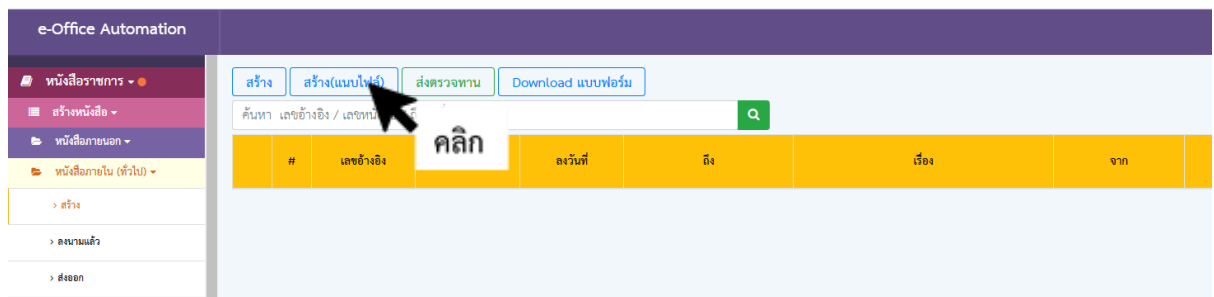 e-Office Automation
หนังสือราชการ
สร้าง สร้าง(แนบไฟล์) ส่งตรวจทาน Download แบบฟอร์ม
สร้างหนังสือ
ค้นหา เลขอ้างอิง /
หนังสือภายนอก
คลิก
# เลขอ้างอิง ลงวันที่ ถึง เรื่อง จาก
หนังสือภายใน (ทั่วไป)
> สร้าง
> ลงนามแล้ว
> ส่งออก